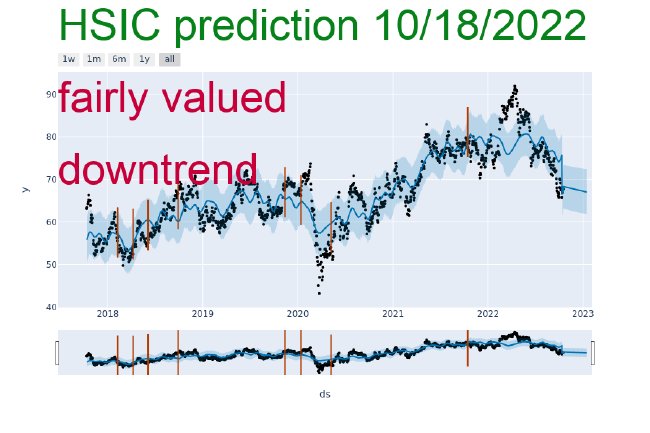 HSIC prediction 10/18/2022
1w 1m 6m 1y all
fairly valued
downtrend
90
80
70
60
50
40
y
2018 2019 2020 2021 2022 2023
ds